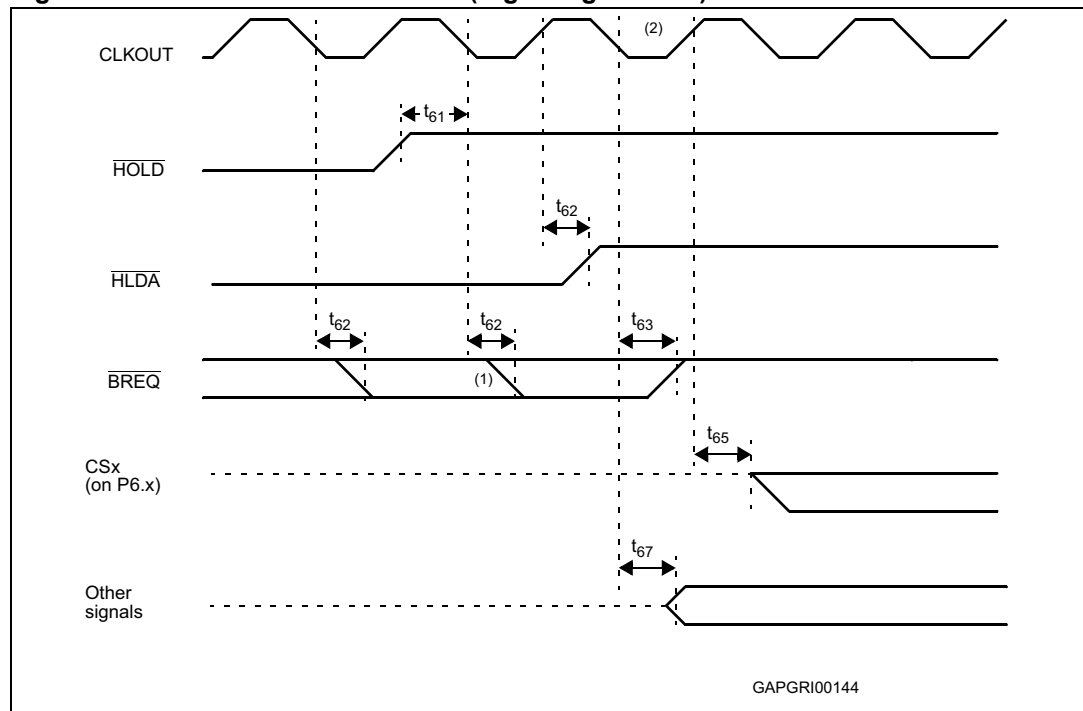 CLKOUT
(2)
t61
HOLD
t62
HLDA
t62
t62
t63
BREQ
(1)
t65
CSx
(on P6.x)
t67
Other
signals
GAPGRI00144